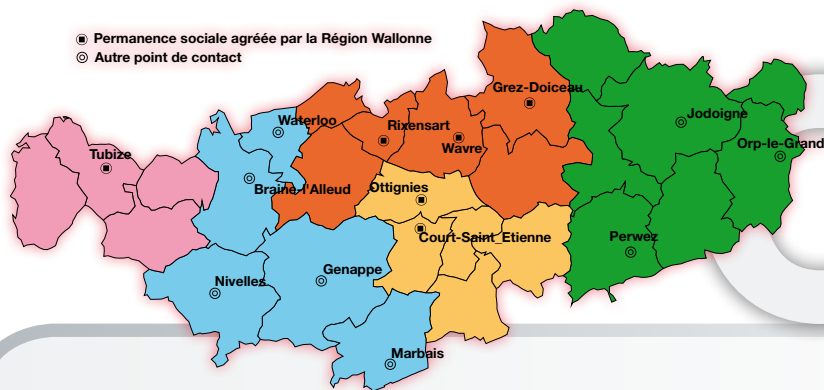 Permanence sociale agréée par la Région Wallonne
Autre point de contact
Grez-Doiceau
Waterloo
Jodoigne
Rixensart
Wavre
Orp-le-Grand
Tubize
Braine-l'Alleud
Ottignies
Court-Saint_Etienne
Perwez
Genappe
Nivelles
Marbais